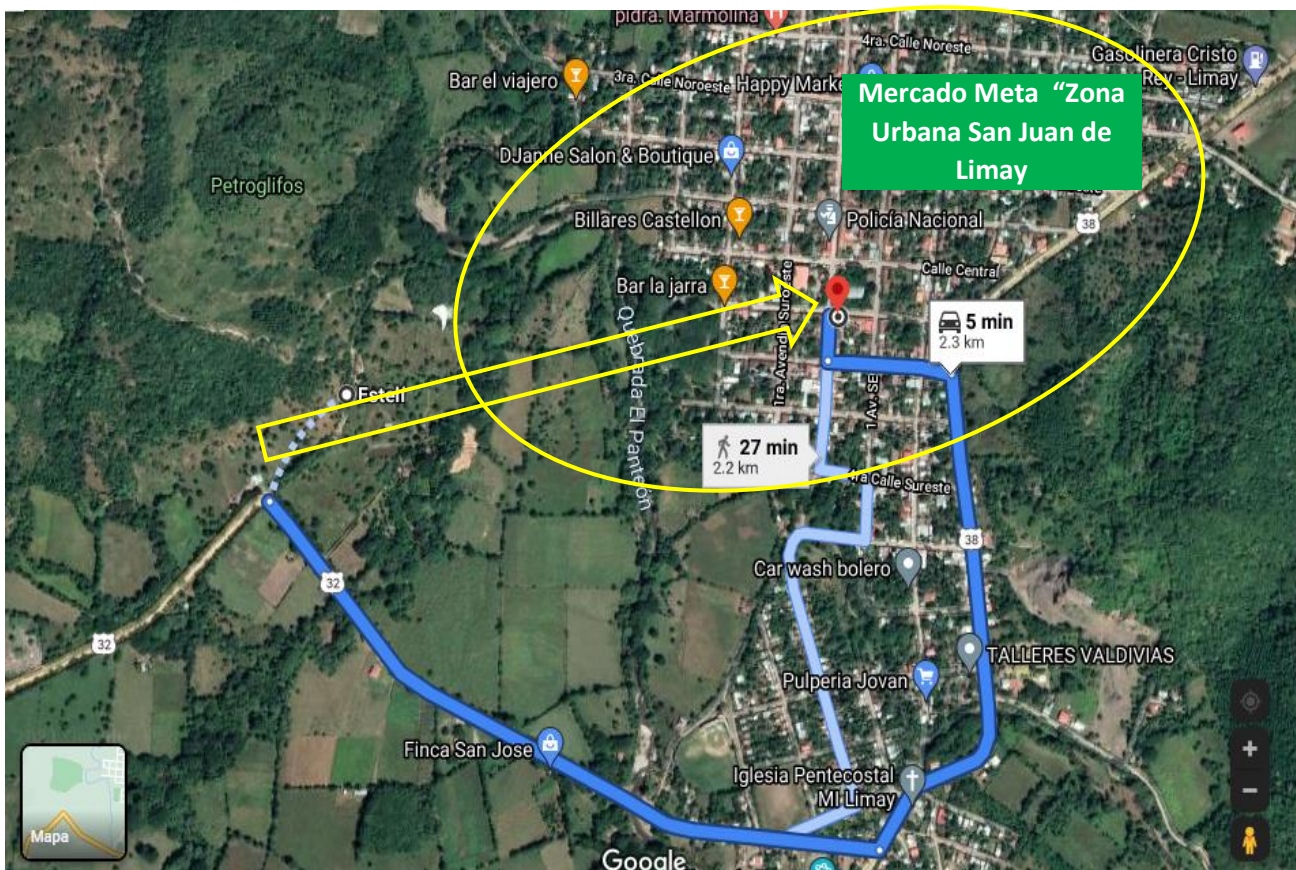 pidra. Marmolina
4ra. Calle Noreste
Gasolinera Cristo
Rey - Limay
Bar el viajero
3ra. Calle Noroeste
Happy Marke
Mercado Meta “Zona
Urbana San Juan de
Limay
DJanne Salon & Boutique
Petroglifos
Billares Castellon
Policía Nacional
38
Calle Central
Bar la jarra
1ra. Avenida Suroeste
Quebrada El Panteón
5 min
2.3 km
Estelí
1 Av. SE
27 min
2.2 km
4ra Calle Sureste
38
Car wash bolero
32
32
TALLERES VALDIVIAS
Pulperia Jovan
Finca San Jose
Iglesia Pentecostal
MI Limay
Mapa
Google